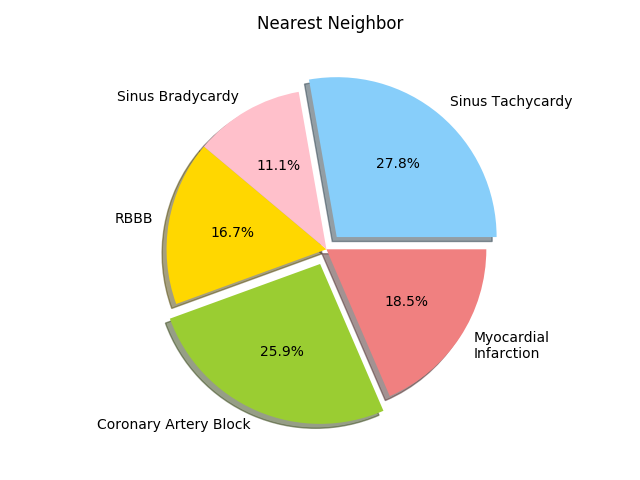 Nearest Neighbor
Sinus Bradycardy
Sinus Tachycardy
11.1%
27.8%
RBBB
16.7%
18.5%
Myocardial
Infarction
25.9%
Coronary Artery Block